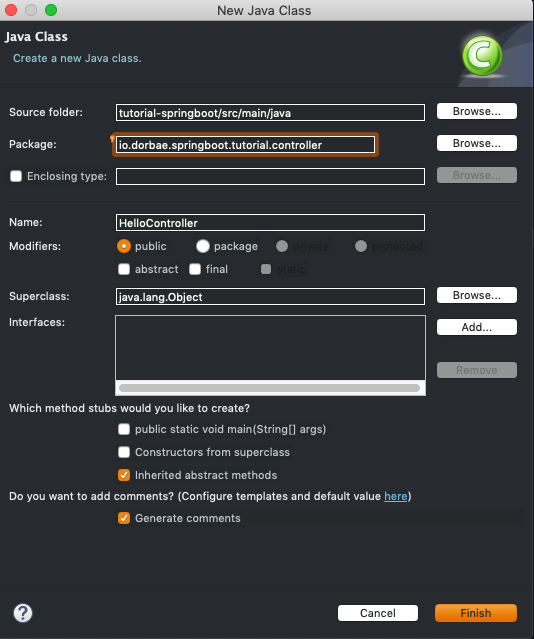 New Java Class
Java Class
Create a new Java class.
C
Source folder: tutorial-springboot/src/main/java Browse...
Package: io.dorbae.springboot.tutorial.controller Browse...
Enclosing type: Browse...
Name: HelloController
Modifiers: public package private protected
abstract final static
Superclass: java.lang.Object Browse...
Interfaces: Add...
Remove
Which method stubs would you like to create?
public static void main(String[] args)
Constructors from superclass
Inherited abstract methods
Do you want to add comments? (Configure templates and default value here)
Generate comments
? Cancel Finish